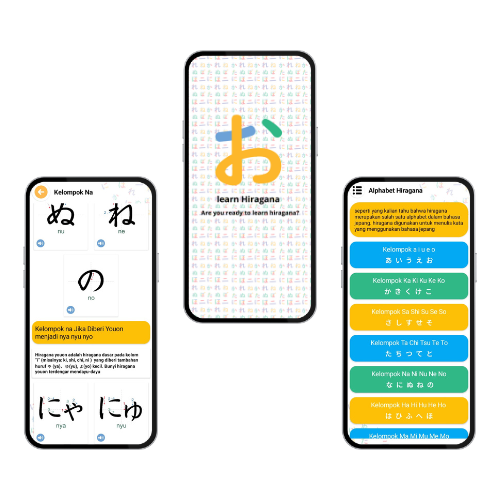 Kelompok Na
ぬ
nu
ね
ne
の
no
Kelompok na Jika Diberi Youon
menjadi nya nyu nyo
Hiragana youon adalah hiragana dasar pada kolom
"i" (misalnya: ki, shi, chi, ni ) yang diberi tambahan
huruf や (ya), ゆ(yu), よ(yo) kecil. Bunyi hiragana
youon terdengar mendayu-dayu
にゃ
nya
にゅ
nyu
お
learn Hiragana
Are you ready to learn hiragana?
Alphabet Hiragana
seperti yang kalian tahu bahwa hiragana
merupakan salah satu alphabet dalam bahasa
jepang, hiragana digunakan untuk menulis kata
yang menggunakan bahasa jepang
Kelompok a i u e o
あ い う え お
Kelompok Ka Ki Ku Ke Ko
か き く け こ
Kelompok Sa Shi Su Se So
さ し す せ そ
Kelompok Ta Chi Tsu Te To
た ち つ て と
Kelompok Na Ni Nu Ne No
な に ぬ ね の
Kelompok Ha Hi Hu He Ho
は ひ ふ へ ほ
Kelompok Ma Mi Mu Me Mo